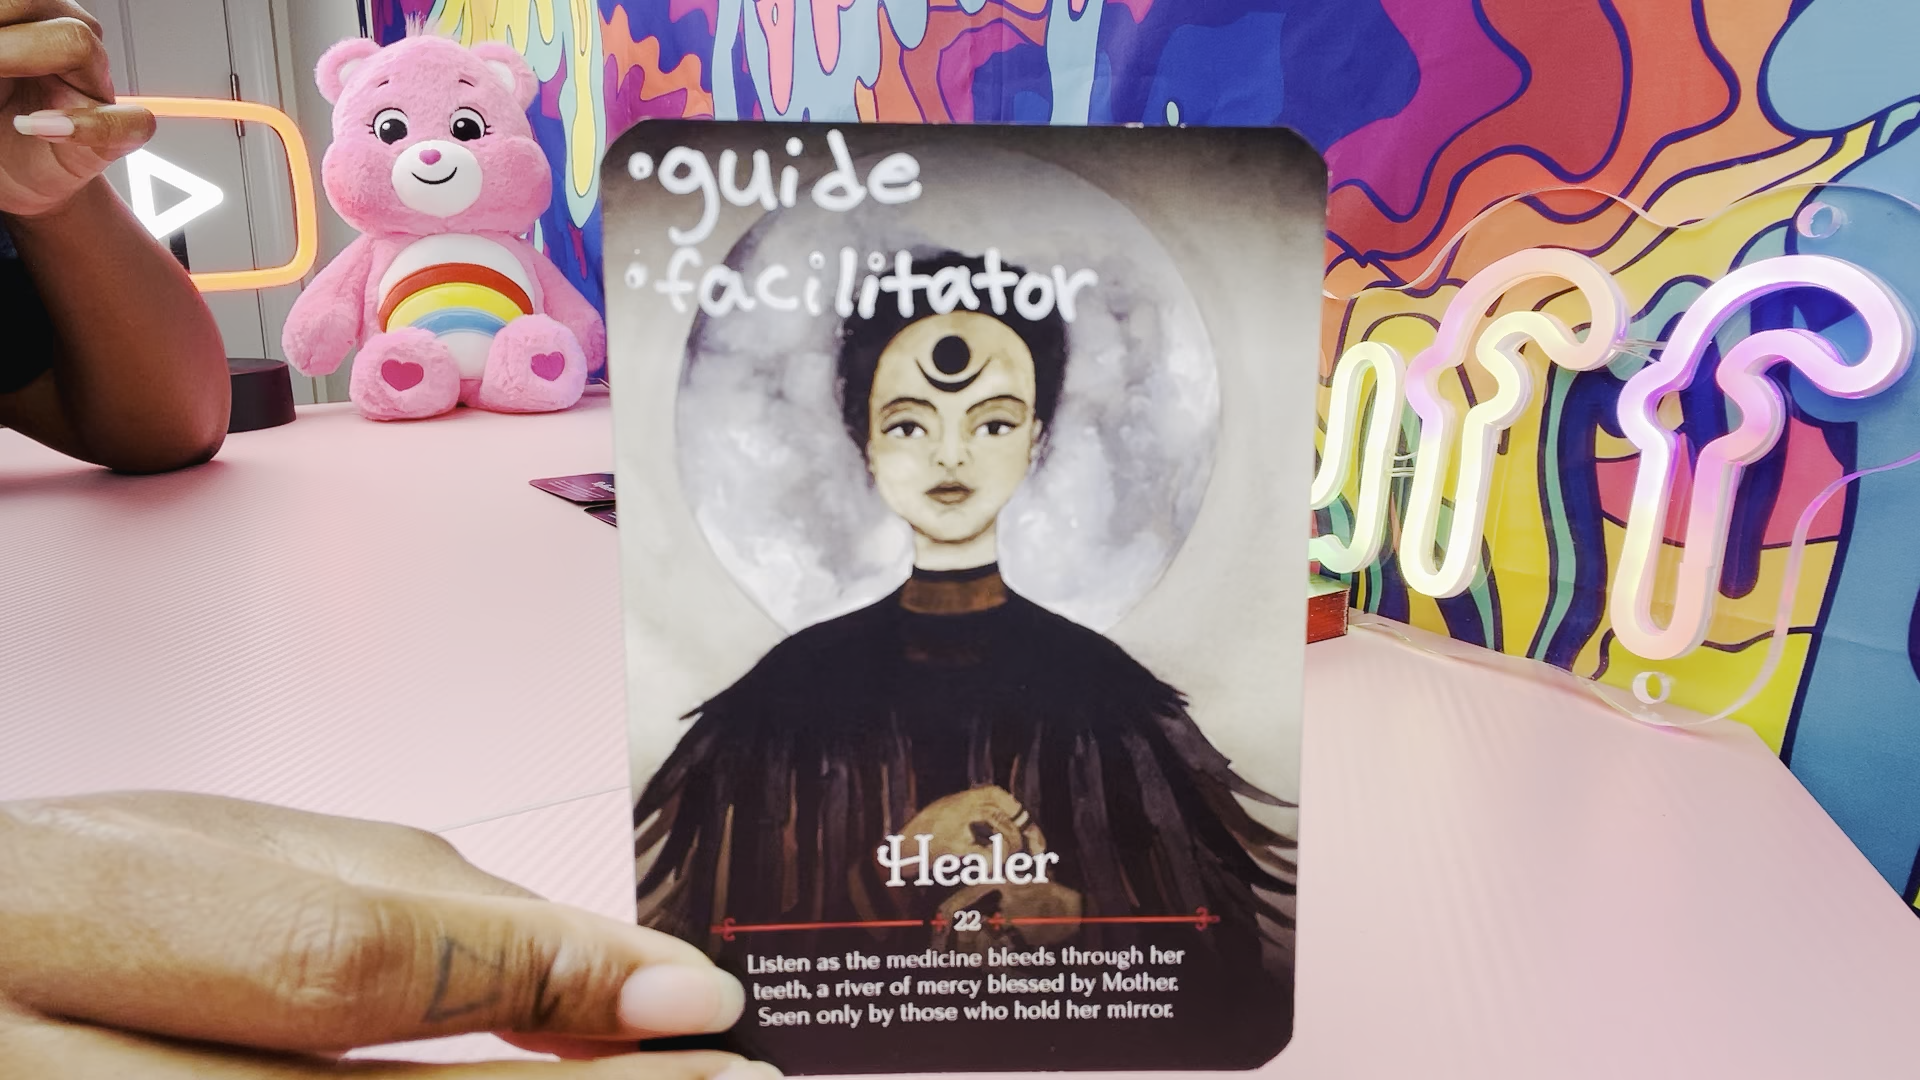 •guide
•facilitator
Healer
22
Listen as the medicine bleeds through her
teeth, a river of mercy blessed by Mother.
Seen only by those who hold her mirror.